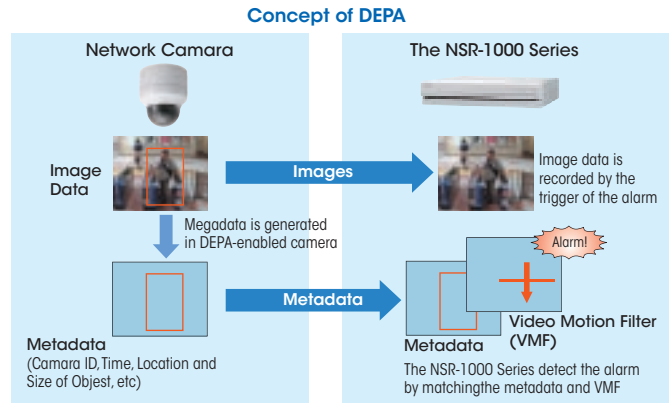 Concept of DEPA
Network Camara
The NSR-1000 Series
Image
Data
Images
Image data is
recorded by the
trigger of the alarm
Megadata is generated
in DEPA-enabled camera
Alarm!
Metadata
Metadata
(Camera ID, Time, Location and
Size of Objest, etc)
Metadata
Video Motion Filter
(VMF)
The NSR-1000 Series detect the alarm
by matchingthe metadata and VMF